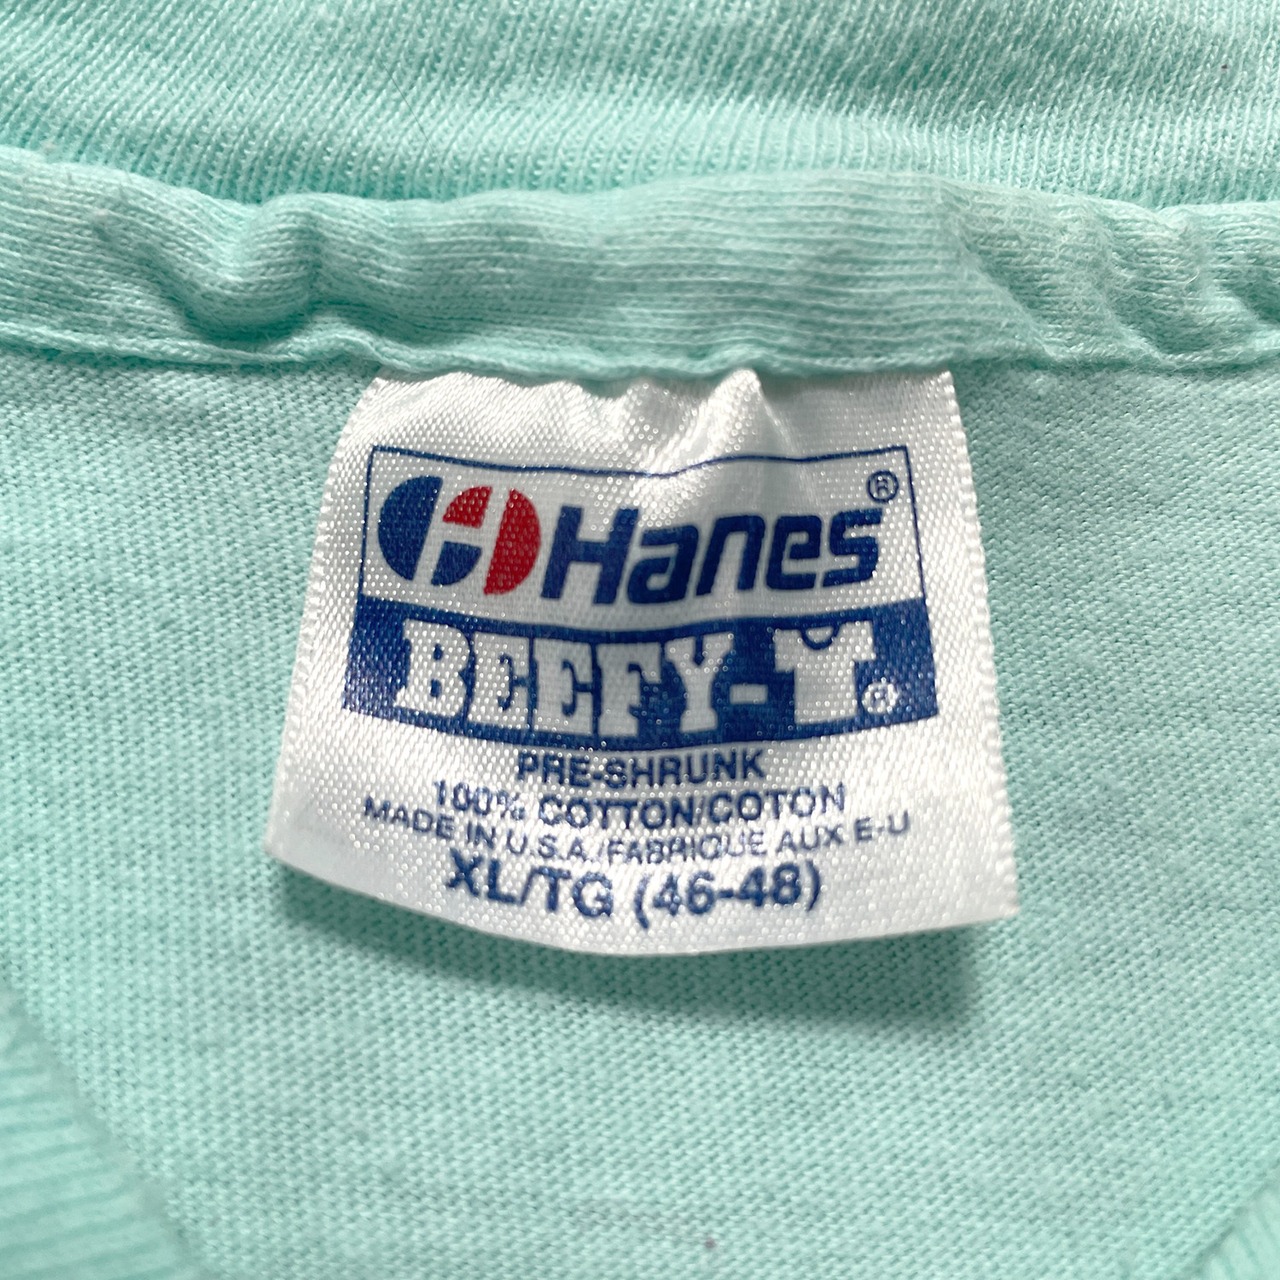 Hanes®
BEEFY-T®
PRE-SHRUNK
100% COTTON/COTON
MADE IN U.S.A./FABRIQUE AUX E-U
XL/TG (46-48)